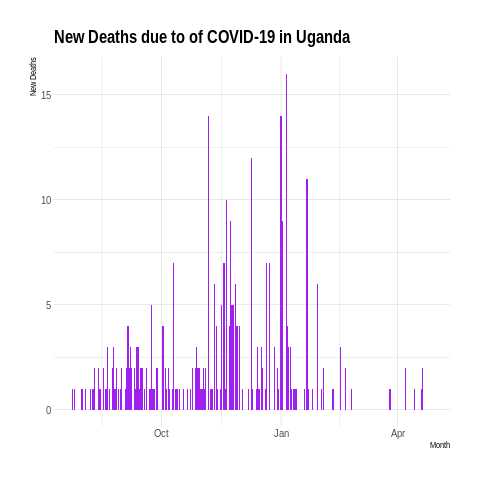 New Deaths due to of COVID-19 in Uganda
New Deaths
15
10
5
0
Oct Jan Apr
Month